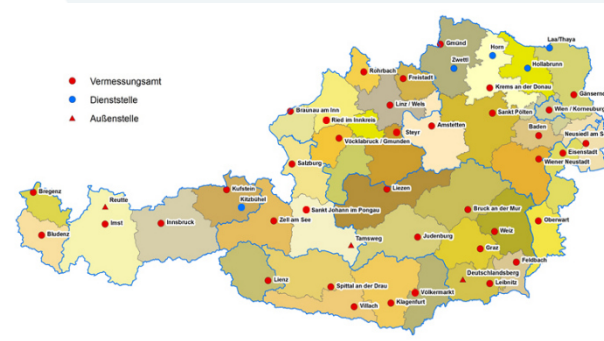 Vermessungsamt
Dienststelle
Außenstelle
Laa/Thaya
Gmünd
Horn
Zwettl
Hollabrunn
Rohrbach
Freistadt
Krems an der Donau
Gänsernd
Braunau am Inn
Linz / Wels
Wien / Korneuburg
Ried im Innkreis
Amstetten
Sankt Pölten
Steyr
Baden
Neusiedl am S
Vöcklabruck / Gmunden
Eisenstadt
Wiener Neustadt
Salzburg
Bregenz
Kufstein
Liezen
Reutte
Kitzbühel
Sankt Johann im Pongau
Bruck an der Mur
Imst
Innsbruck
Zell am See
Oberwart
Bludenz
Weiz
Tamsweg
Judenburg
Graz
Feldbach
Lienz
Deutschlandsberg
Leibnitz
Spittal an der Drau
Völkermarkt
Villach
Klagenfurt